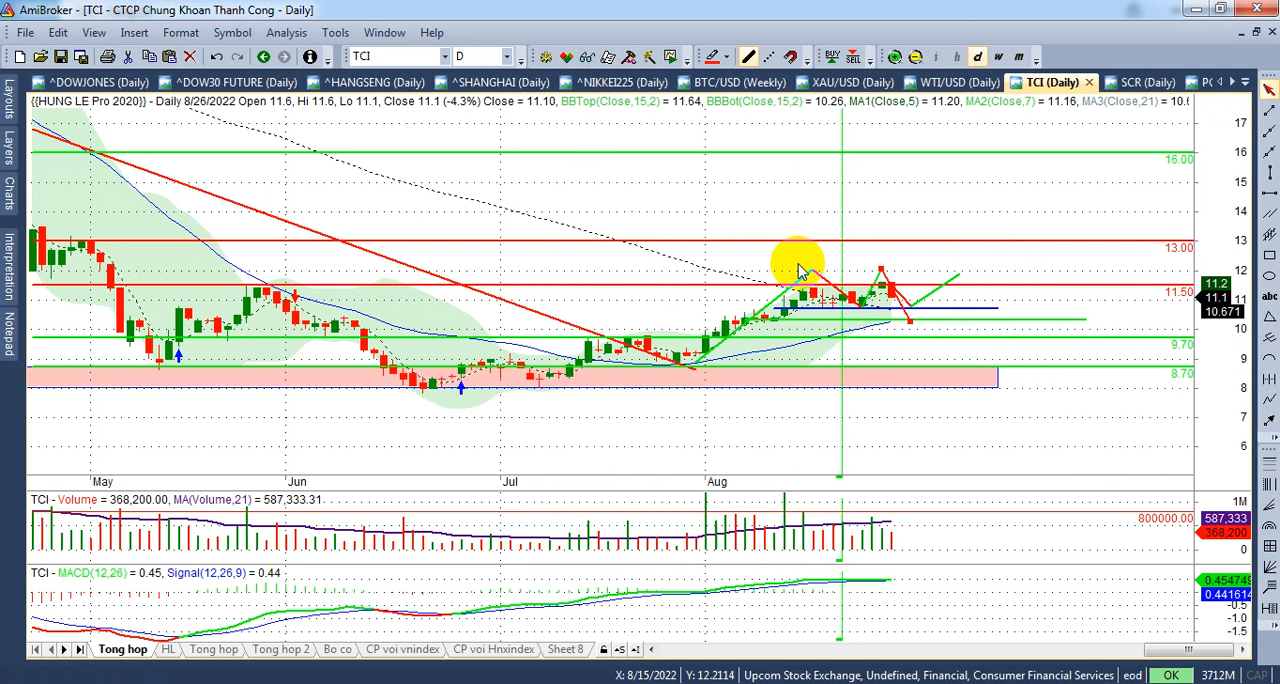 AmiBroker - [TCI - CTCP Chung Khoan Thanh Cong - Daily]
File Edit View Insert Format Symbol Analysis Tools Window Help
TCI D BUY SELL i h d w m
^DOWJONES (Daily) ^DOW30 FUTURE (Daily) ^HANGSENG (Daily) ^SHANGHAI (Daily) ^NIKKEI225 (Daily) BTC/USD (Weekly) XAU/USD (Daily) WTI/USD (Daily) TCI (Daily) SCR (Daily)
Layouts
Layers
Charts
Interpretation
Notepad
abc
{{HUNG LE Pro 2020}} - Daily 8/26/2022 Open 11.6, Hi 11.6, Lo 11.1, Close 11.1 (-4.3%) Close = 11.10, BBTop(Close,15,2) = 11.64, BBBot(Close,15,2) = 10.26, MA1(Close,5) = 11.20, MA2(Close,7) = 11.16, MA3(Close,21) = 10.6
17
16
16.00
15
14
13
13.00
12
11.2
11.50
11.1
11
10.671
10
9.70
9
8.70
8
7
6
May Jun Jul Aug
TCI - Volume = 368,200.00, MA(Volume,21) = 587,333.31
1M
800000.00
587,333
368,200
0
TCI - MACD(12,26) = 0.45, Signal(12,26,9) = 0.44
0.454749
0.441614
-0.5
-1.0
-1.5
Tong hop HL Tong hop Tong hop 2 Bo co CP voi vnindex CP voi Hnxindex Sheet 8
X: 8/15/2022 Y: 12.2114 Upcom Stock Exchange, Undefined, Financial, Consumer Financial Services eod OK 3712M CAP